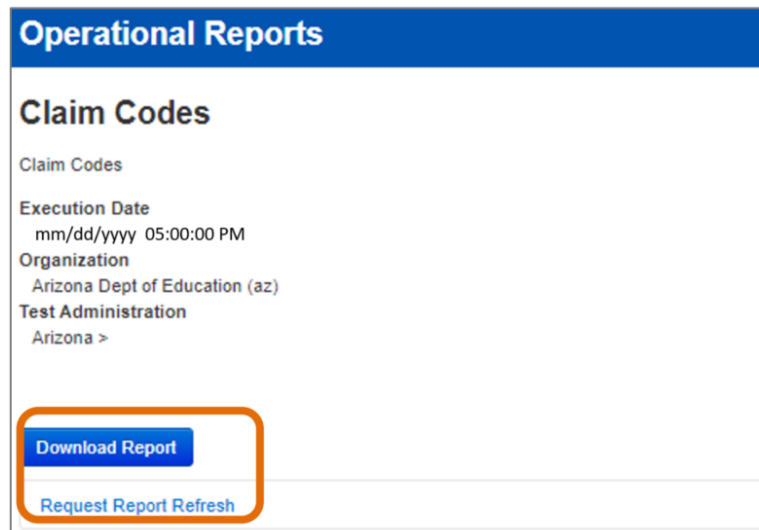 Operational Reports
Claim Codes
Claim Codes
Execution Date
mm/dd/yyyy 05:00:00 PM
Organization
Arizona Dept of Education (az)
Test Administration
Arizona >
Download Report
Request Report Refresh